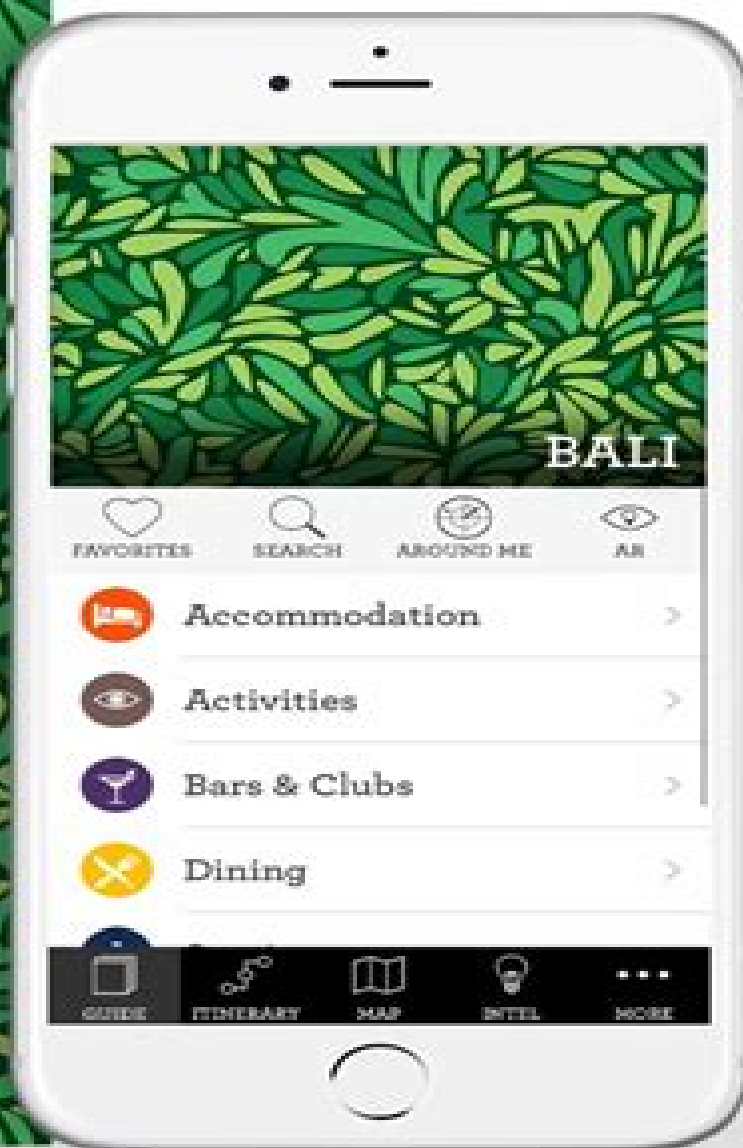 BALI
FAVORITES SEARCH AROUND ME AR
Accommodation
Activities
Bars & Clubs
Dining
GUIDE ITINERARY MAP INTEL MORE